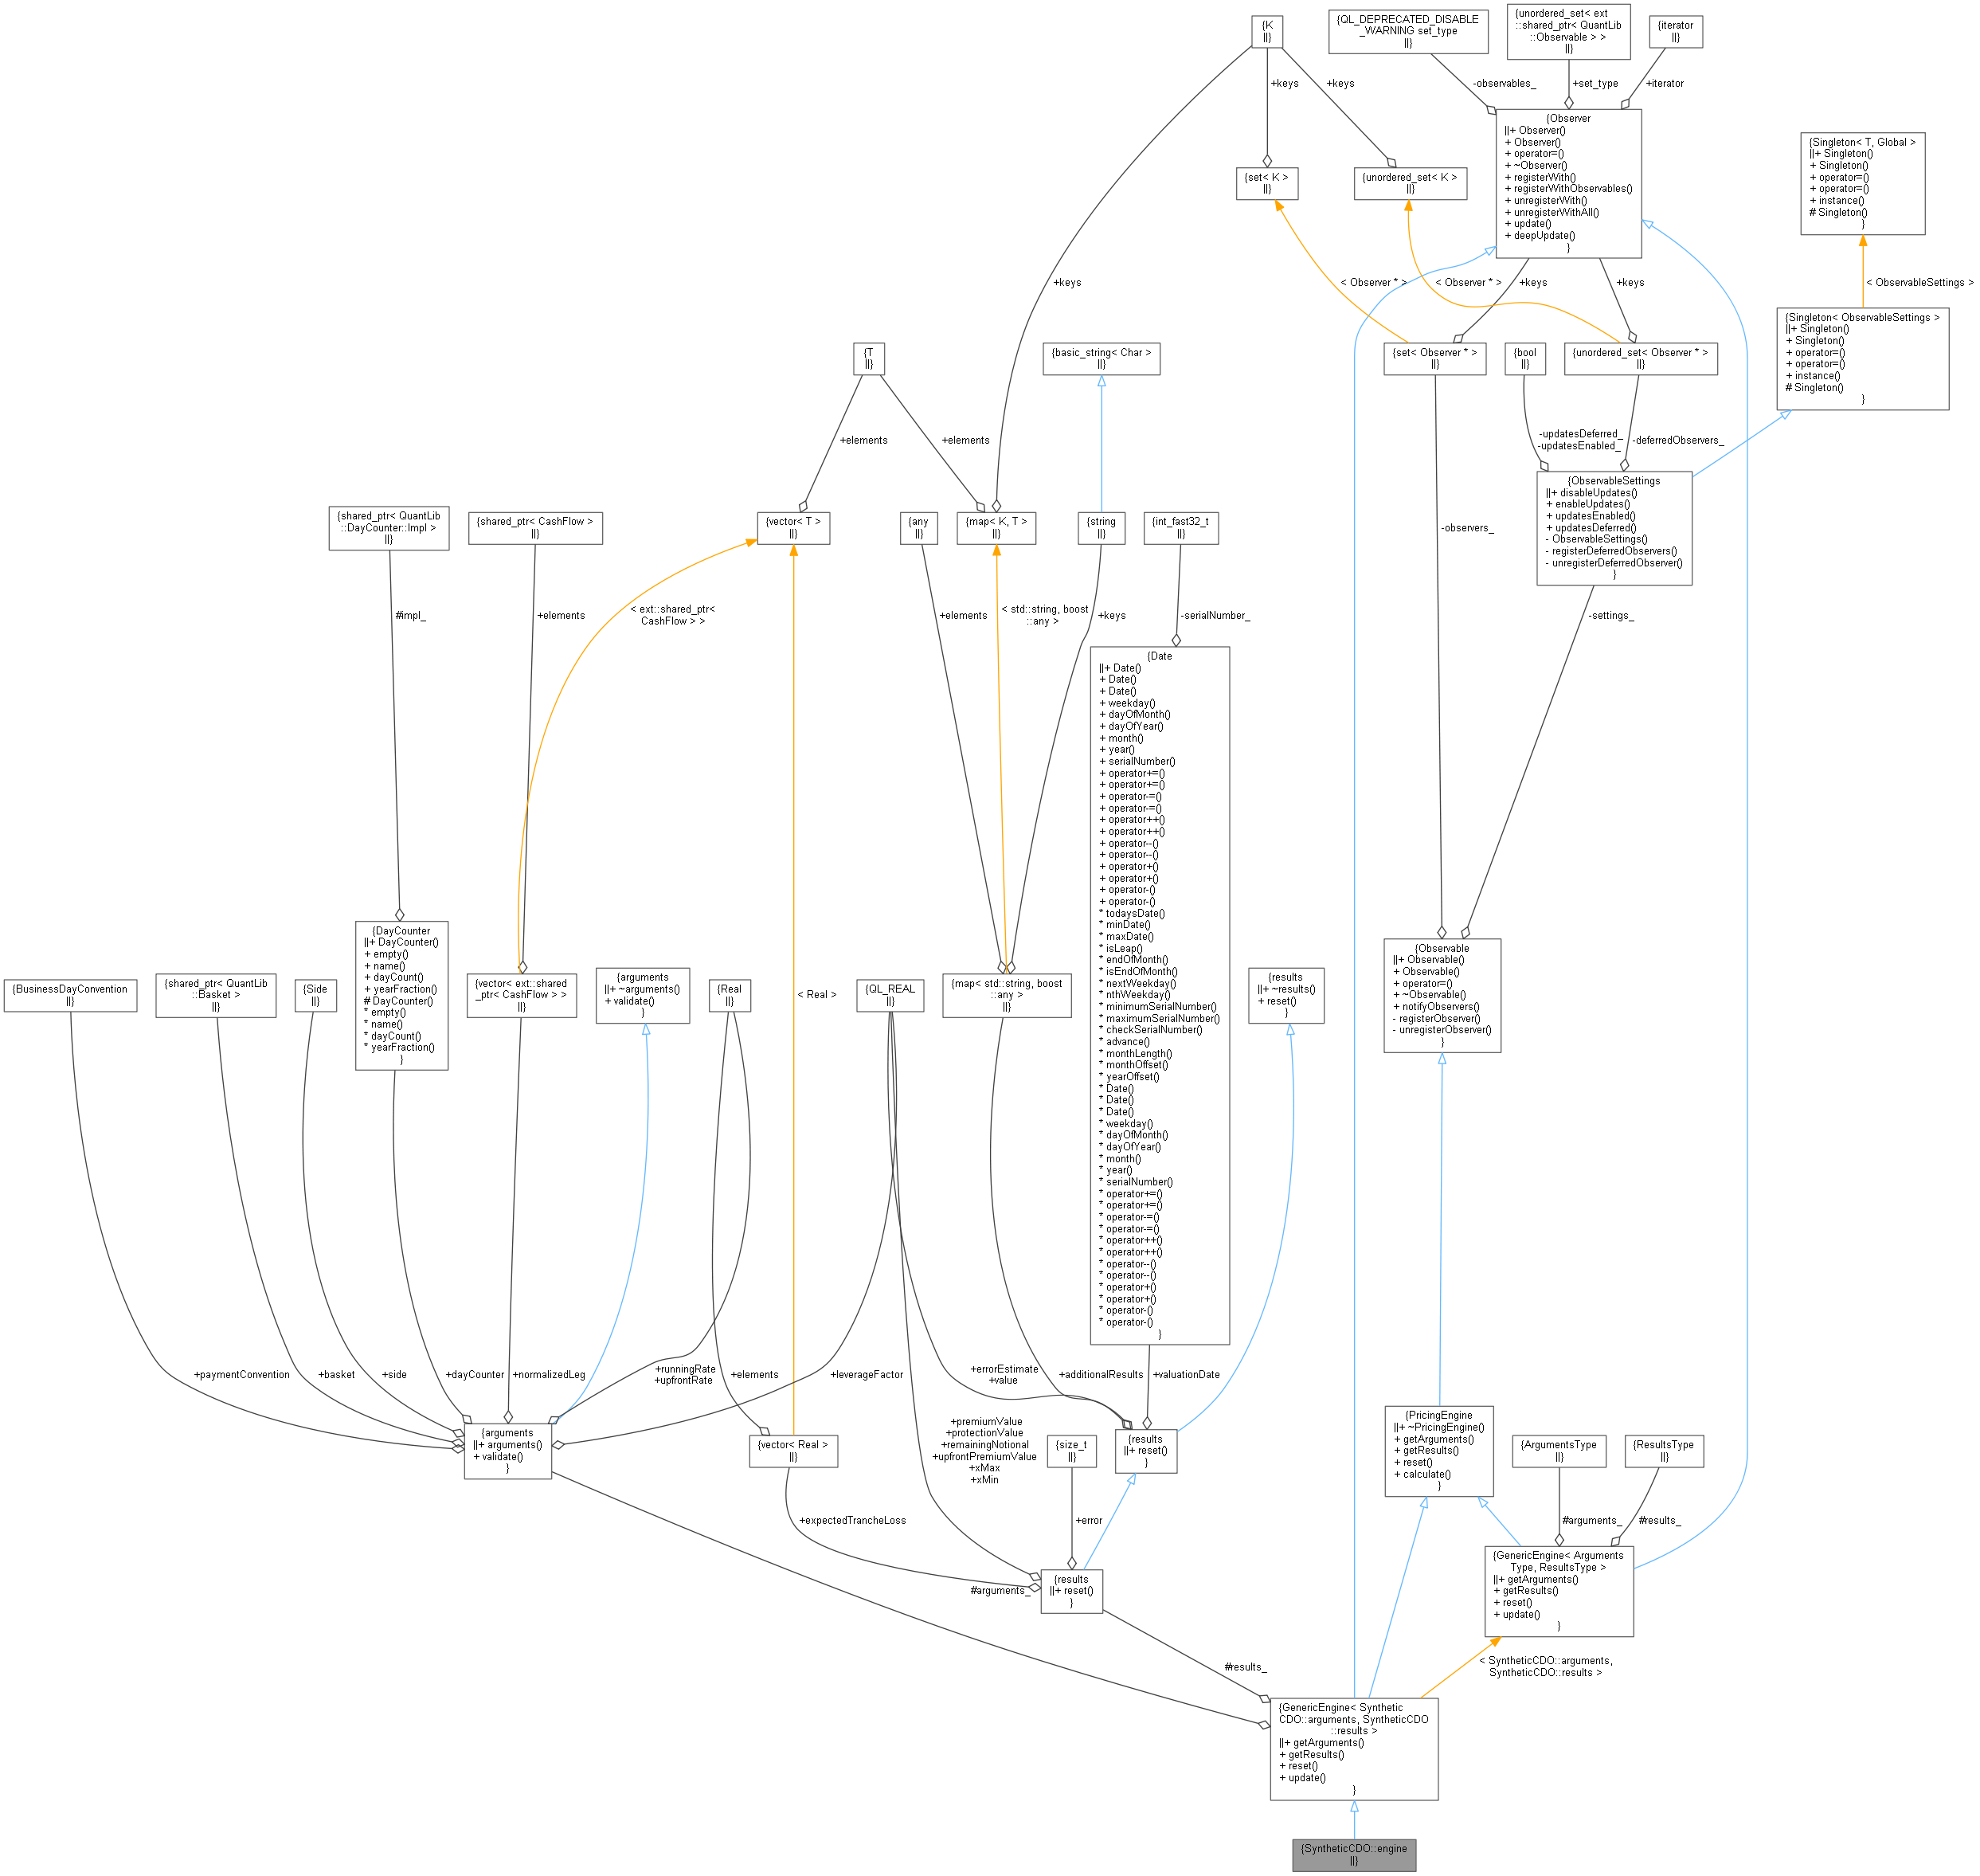 {K
||}
{QL_DEPRECATED_DISABLE
_WARNING set_type
||}
{unordered_set< ext
::shared_ptr< QuantLib
::Observable > >
||}
{iterator
||}
+keys
+keys
-observables_
+set_type
+iterator
{Observer
||+ Observer()
+ Observer()
+ operator=()
+ ~Observer()
+ registerWith()
+ registerWithObservables()
+ unregisterWith()
+ unregisterWithAll()
+ update()
+ deepUpdate()
}
{Singleton< T, Global >
||+ Singleton()
+ Singleton()
+ operator=()
+ operator=()
+ instance()
# Singleton()
}
{set< K >
||}
{unordered_set< K >
||}
+keys
< Observer * >
< Observer * >
+keys
+keys
< ObservableSettings >
{Singleton< ObservableSettings >
||+ Singleton()
+ Singleton()
+ operator=()
+ operator=()
+ instance()
# Singleton()
}
{T
||}
{basic_string< Char >
||}
{set< Observer * >
||}
{bool
||}
{unordered_set< Observer * >
||}
+elements
+elements
-updatesDeferred_
-updatesEnabled_
-deferredObservers_
{ObservableSettings
||+ disableUpdates()
+ enableUpdates()
+ updatesEnabled()
+ updatesDeferred()
- ObservableSettings()
- registerDeferredObservers()
- unregisterDeferredObserver()
}
{shared_ptr< QuantLib
::DayCounter::Impl >
||}
{shared_ptr< CashFlow >
||}
{vector< T >
||}
{any
||}
{map< K, T >
||}
{string
||}
{int_fast32_t
||}
-observers_
#impl_
+elements
< ext::shared_ptr<
CashFlow > >
+elements
< std::string, boost
::any >
+keys
-serialNumber_
-settings_
{Date
||+ Date()
+ Date()
+ Date()
+ weekday()
+ dayOfMonth()
+ dayOfYear()
+ month()
+ year()
+ serialNumber()
+ operator+=()
+ operator+=()
+ operator-=()
+ operator-=()
+ operator++()
+ operator++()
+ operator--()
+ operator--()
+ operator+()
+ operator+()
+ operator-()
+ operator-()
* todaysDate()
* minDate()
* maxDate()
* isLeap()
* endOfMonth()
* isEndOfMonth()
* nextWeekday()
* nthWeekday()
* minimumSerialNumber()
* maximumSerialNumber()
* checkSerialNumber()
* advance()
* monthLength()
* monthOffset()
* yearOffset()
* Date()
* Date()
* Date()
* weekday()
* dayOfMonth()
* dayOfYear()
* month()
* year()
* serialNumber()
* operator+=()
* operator+=()
* operator-=()
* operator-=()
* operator++()
* operator++()
* operator--()
* operator--()
* operator+()
* operator+()
* operator-()
* operator-()
}
{BusinessDayConvention
||}
{shared_ptr< QuantLib
::Basket >
||}
{Side
||}
{DayCounter
||+ DayCounter()
+ empty()
+ name()
+ dayCount()
+ yearFraction()
# DayCounter()
* empty()
* name()
* dayCount()
* yearFraction()
}
{vector< ext::shared
_ptr< CashFlow > >
||}
{arguments
||+ ~arguments()
+ validate()
}
{Real
||}
< Real >
{QL_REAL
||}
{map< std::string, boost
::any >
||}
{results
||+ ~results()
+ reset()
}
{Observable
||+ Observable()
+ Observable()
+ operator=()
+ ~Observable()
+ notifyObservers()
- registerObserver()
- unregisterObserver()
}
+paymentConvention
+basket
+side
+dayCounter
+normalizedLeg
+runningRate
+upfrontRate
+elements
+leverageFactor
+errorEstimate
+value
+additionalResults
+valuationDate
{arguments
||+ arguments()
+ validate()
}
{vector< Real >
||}
+premiumValue
+protectionValue
+remainingNotional
+upfrontPremiumValue
+xMax
+xMin
{size_t
||}
{results
||+ reset()
}
{PricingEngine
||+ ~PricingEngine()
+ getArguments()
+ getResults()
+ reset()
+ calculate()
}
{ArgumentsType
||}
{ResultsType
||}
+expectedTrancheLoss
+error
#arguments_
#results_
{results
||+ reset()
}
#arguments_
{GenericEngine< Arguments
Type, ResultsType >
||+ getArguments()
+ getResults()
+ reset()
+ update()
}
#results_
< SyntheticCDO::arguments,
SyntheticCDO::results >
{GenericEngine< Synthetic
CDO::arguments, SyntheticCDO
::results >
||+ getArguments()
+ getResults()
+ reset()
+ update()
}
{SyntheticCDO::engine
||}